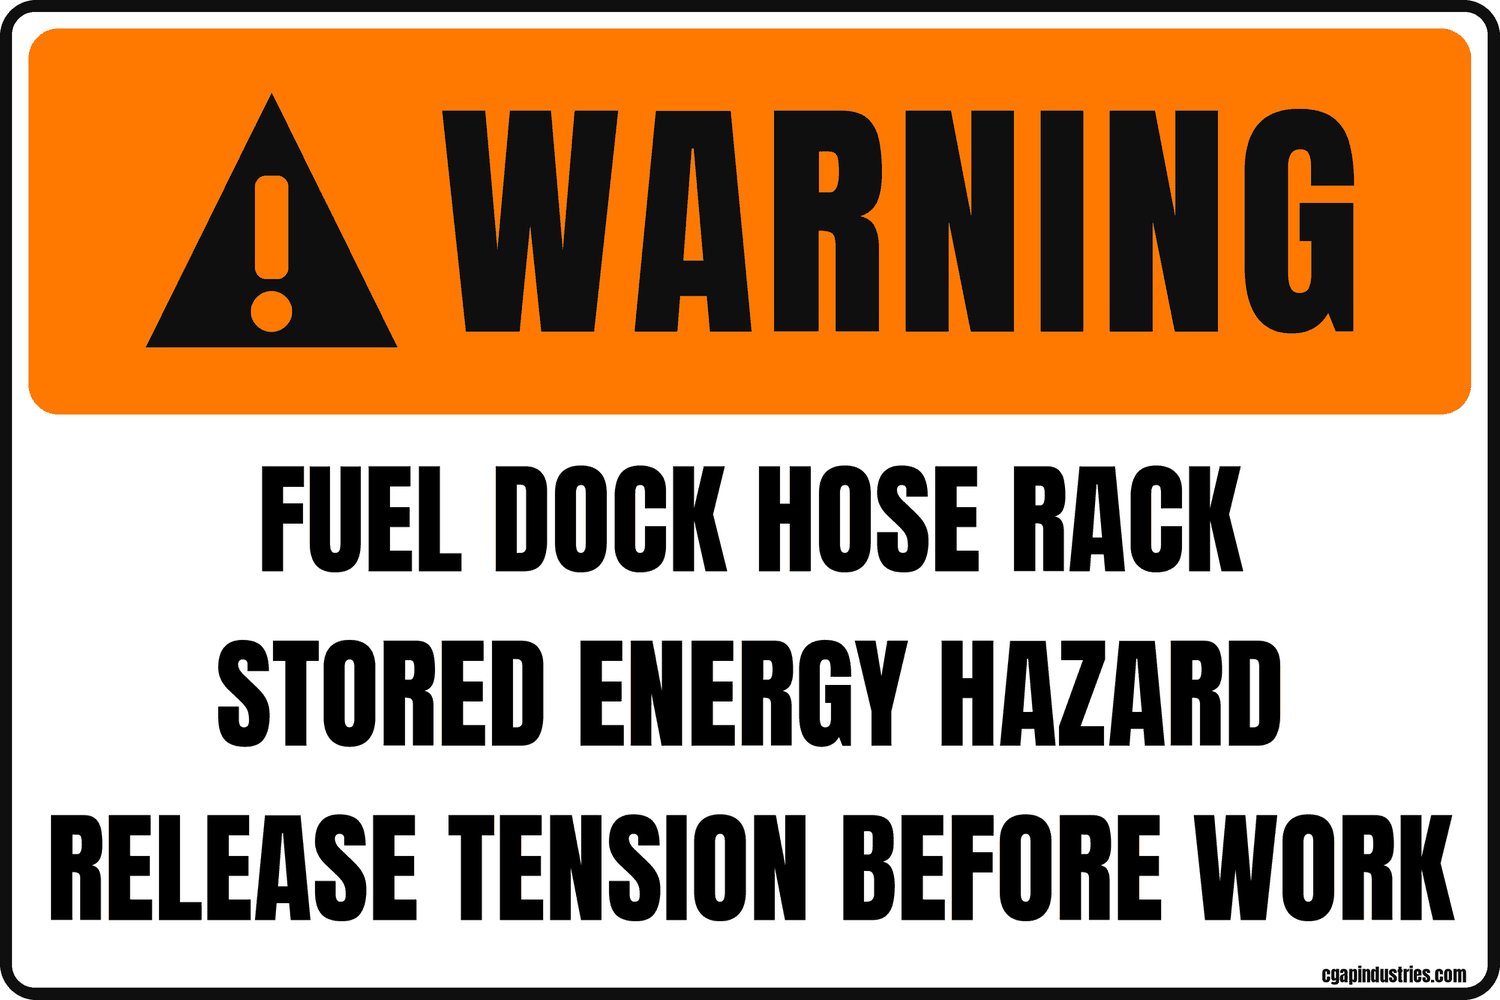 WARNING
FUEL DOCK HOSE RACK
STORED ENERGY HAZARD
RELEASE TENSION BEFORE WORK
cgapindustries.com